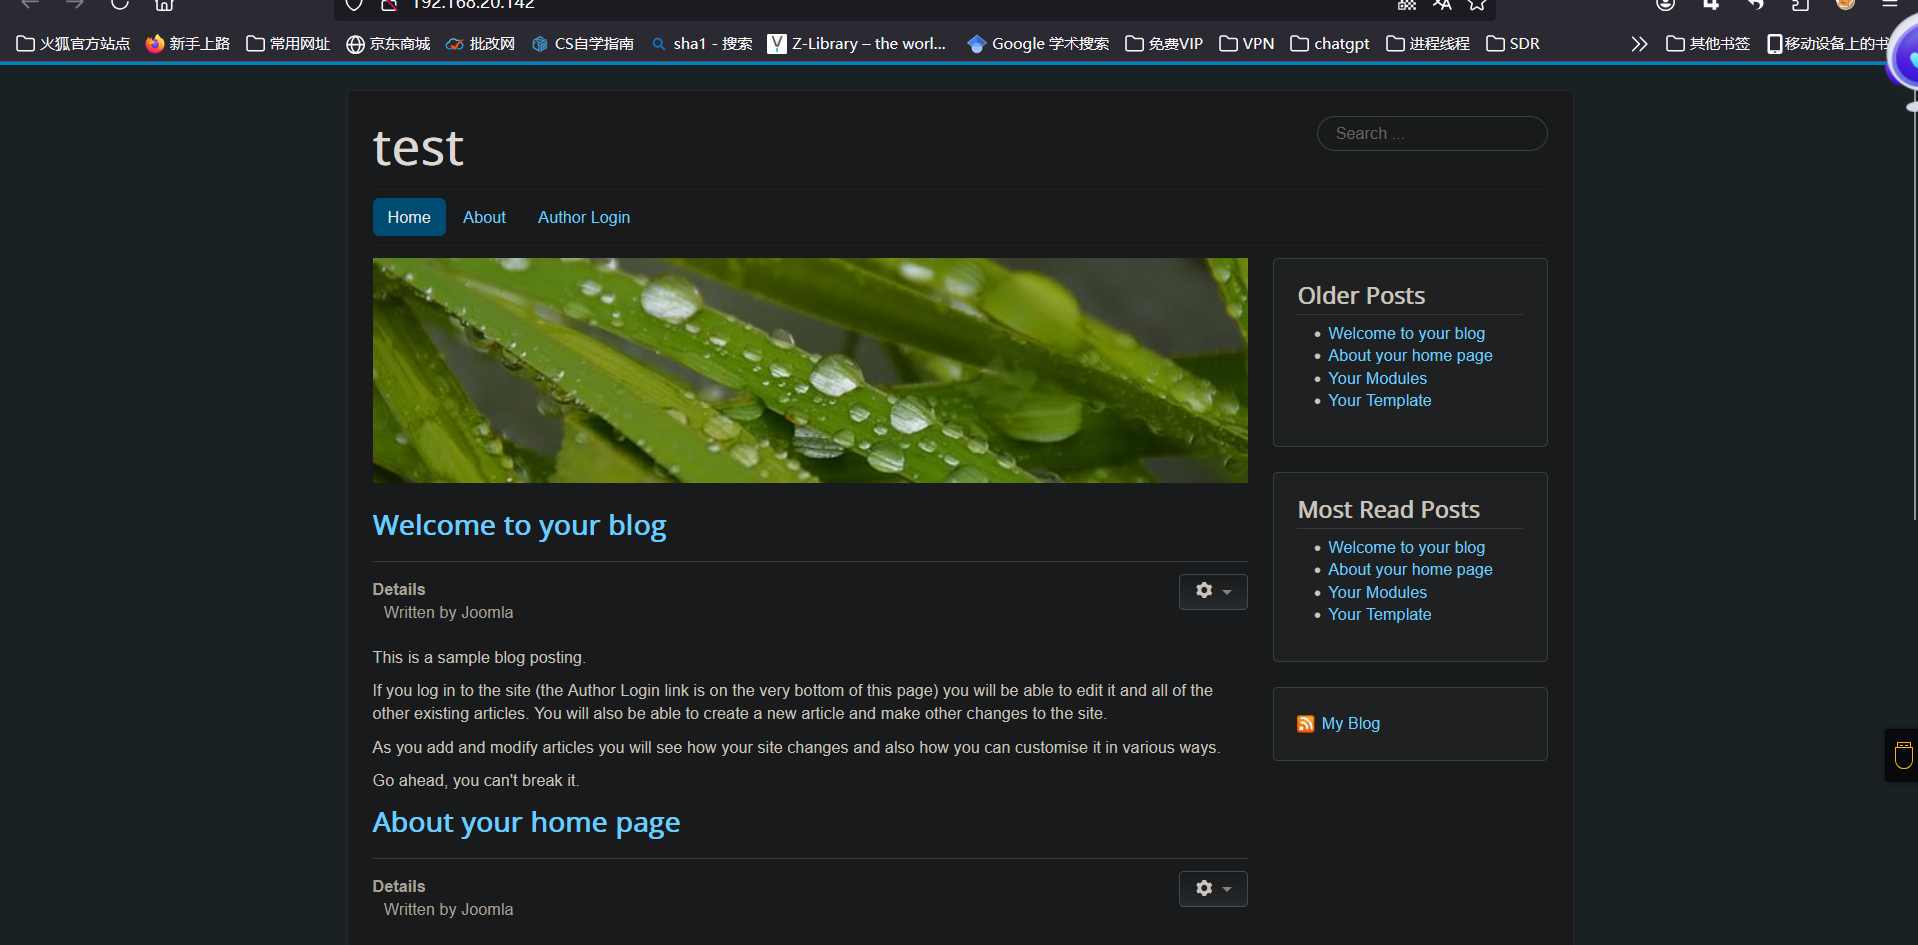 192.168.20.142
火狐官方站点 新手上路 常用网址 京东商城 批改网 CS自学指南 sha1 - 搜索 Z-Library – the worl... Google 学术搜索 免费VIP VPN chatgpt 进程线程 SDR 其他书签 移动设备上的书
test
Search ...
Home About Author Login
Older Posts
Welcome to your blog
About your home page
Your Modules
Your Template
Most Read Posts
Welcome to your blog
About your home page
Your Modules
Your Template
My Blog
Welcome to your blog
Details
Written by Joomla
This is a sample blog posting.
If you log in to the site (the Author Login link is on the very bottom of this page) you will be able to edit it and all of the
other existing articles. You will also be able to create a new article and make other changes to the site.
As you add and modify articles you will see how your site changes and also how you can customise it in various ways.
Go ahead, you can't break it.
About your home page
Details
Written by Joomla